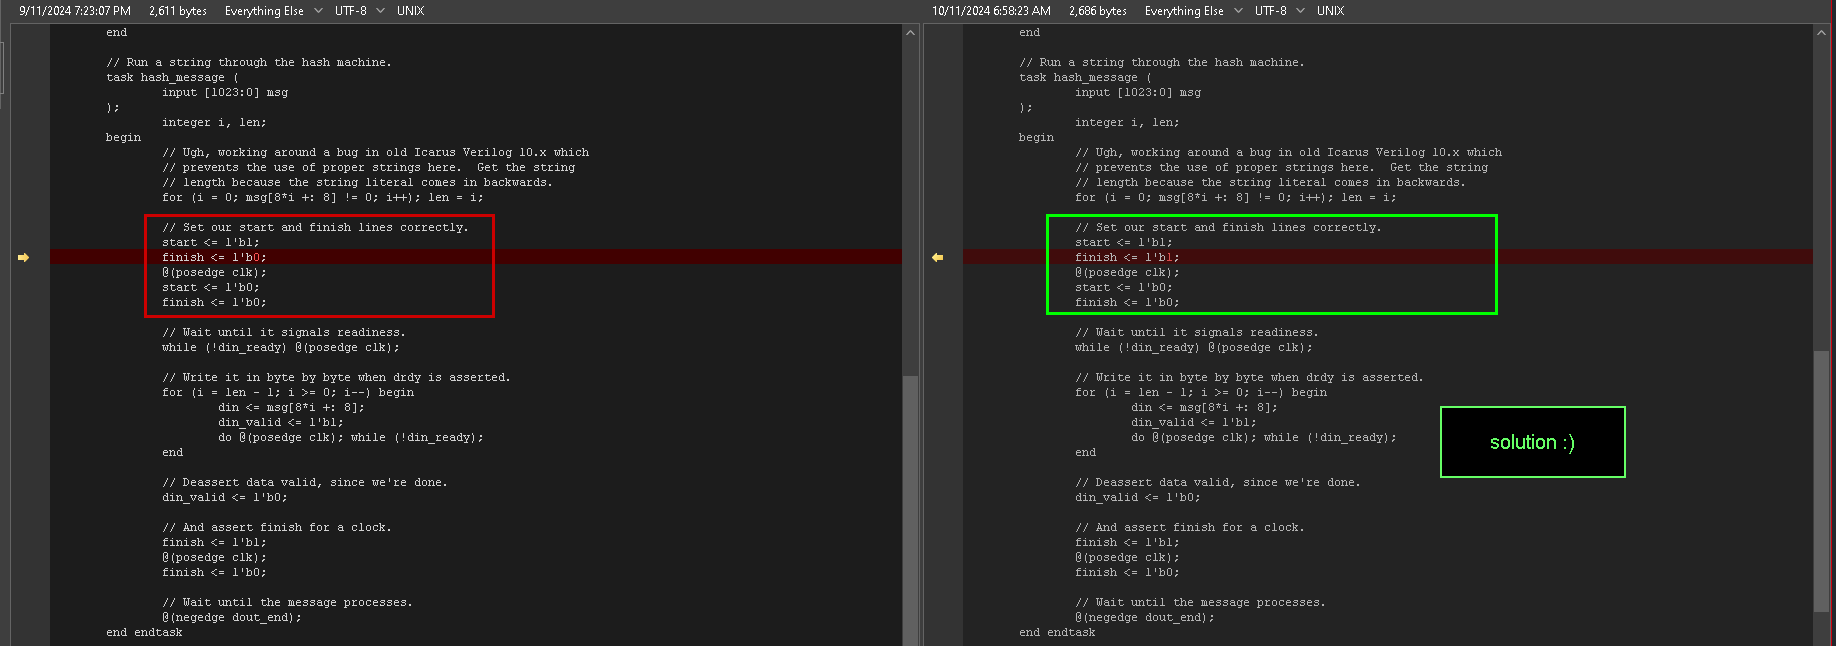 9/11/2024 7:23:07 PM 2,611 bytes Everything Else UTF-8 UNIX
end
// Run a string through the hash machine.
task hash_message (
input [1023:0] msg
);
integer i, len;
begin
// Ugh, working around a bug in old Icarus Verilog 10.x which
// prevents the use of proper strings here.  Get the string
// length because the string literal comes in backwards.
for (i = 0; msg[8*i +: 8] != 0; i++); len = i;
// Set our start and finish lines correctly.
start <= 1'b1;
finish <= 1'b0;
@(posedge clk);
start <= 1'b0;
finish <= 1'b0;
// Wait until it signals readiness.
while (!din_ready) @(posedge clk);
// Write it in byte by byte when drdy is asserted.
for (i = len - 1; i >= 0; i--) begin
din <= msg[8*i +: 8];
din_valid <= 1'b1;
do @(posedge clk); while (!din_ready);
end
// Deassert data valid, since we're done.
din_valid <= 1'b0;
// And assert finish for a clock.
finish <= 1'b1;
@(posedge clk);
finish <= 1'b0;
// Wait until the message processes.
@(negedge dout_end);
end endtask
10/11/2024 6:58:23 AM 2,686 bytes Everything Else UTF-8 UNIX
end
// Run a string through the hash machine.
task hash_message (
input [1023:0] msg
);
integer i, len;
begin
// Ugh, working around a bug in old Icarus Verilog 10.x which
// prevents the use of proper strings here.  Get the string
// length because the string literal comes in backwards.
for (i = 0; msg[8*i +: 8] != 0; i++); len = i;
// Set our start and finish lines correctly.
start <= 1'b1;
finish <= 1'b1;
@(posedge clk);
start <= 1'b0;
finish <= 1'b0;
// Wait until it signals readiness.
while (!din_ready) @(posedge clk);
// Write it in byte by byte when drdy is asserted.
for (i = len - 1; i >= 0; i--) begin
din <= msg[8*i +: 8];
din_valid <= 1'b1;
do @(posedge clk); while (!din_ready);
end
// Deassert data valid, since we're done.
din_valid <= 1'b0;
// And assert finish for a clock.
finish <= 1'b1;
@(posedge clk);
finish <= 1'b0;
// Wait until the message processes.
@(negedge dout_end);
end endtask
solution :)